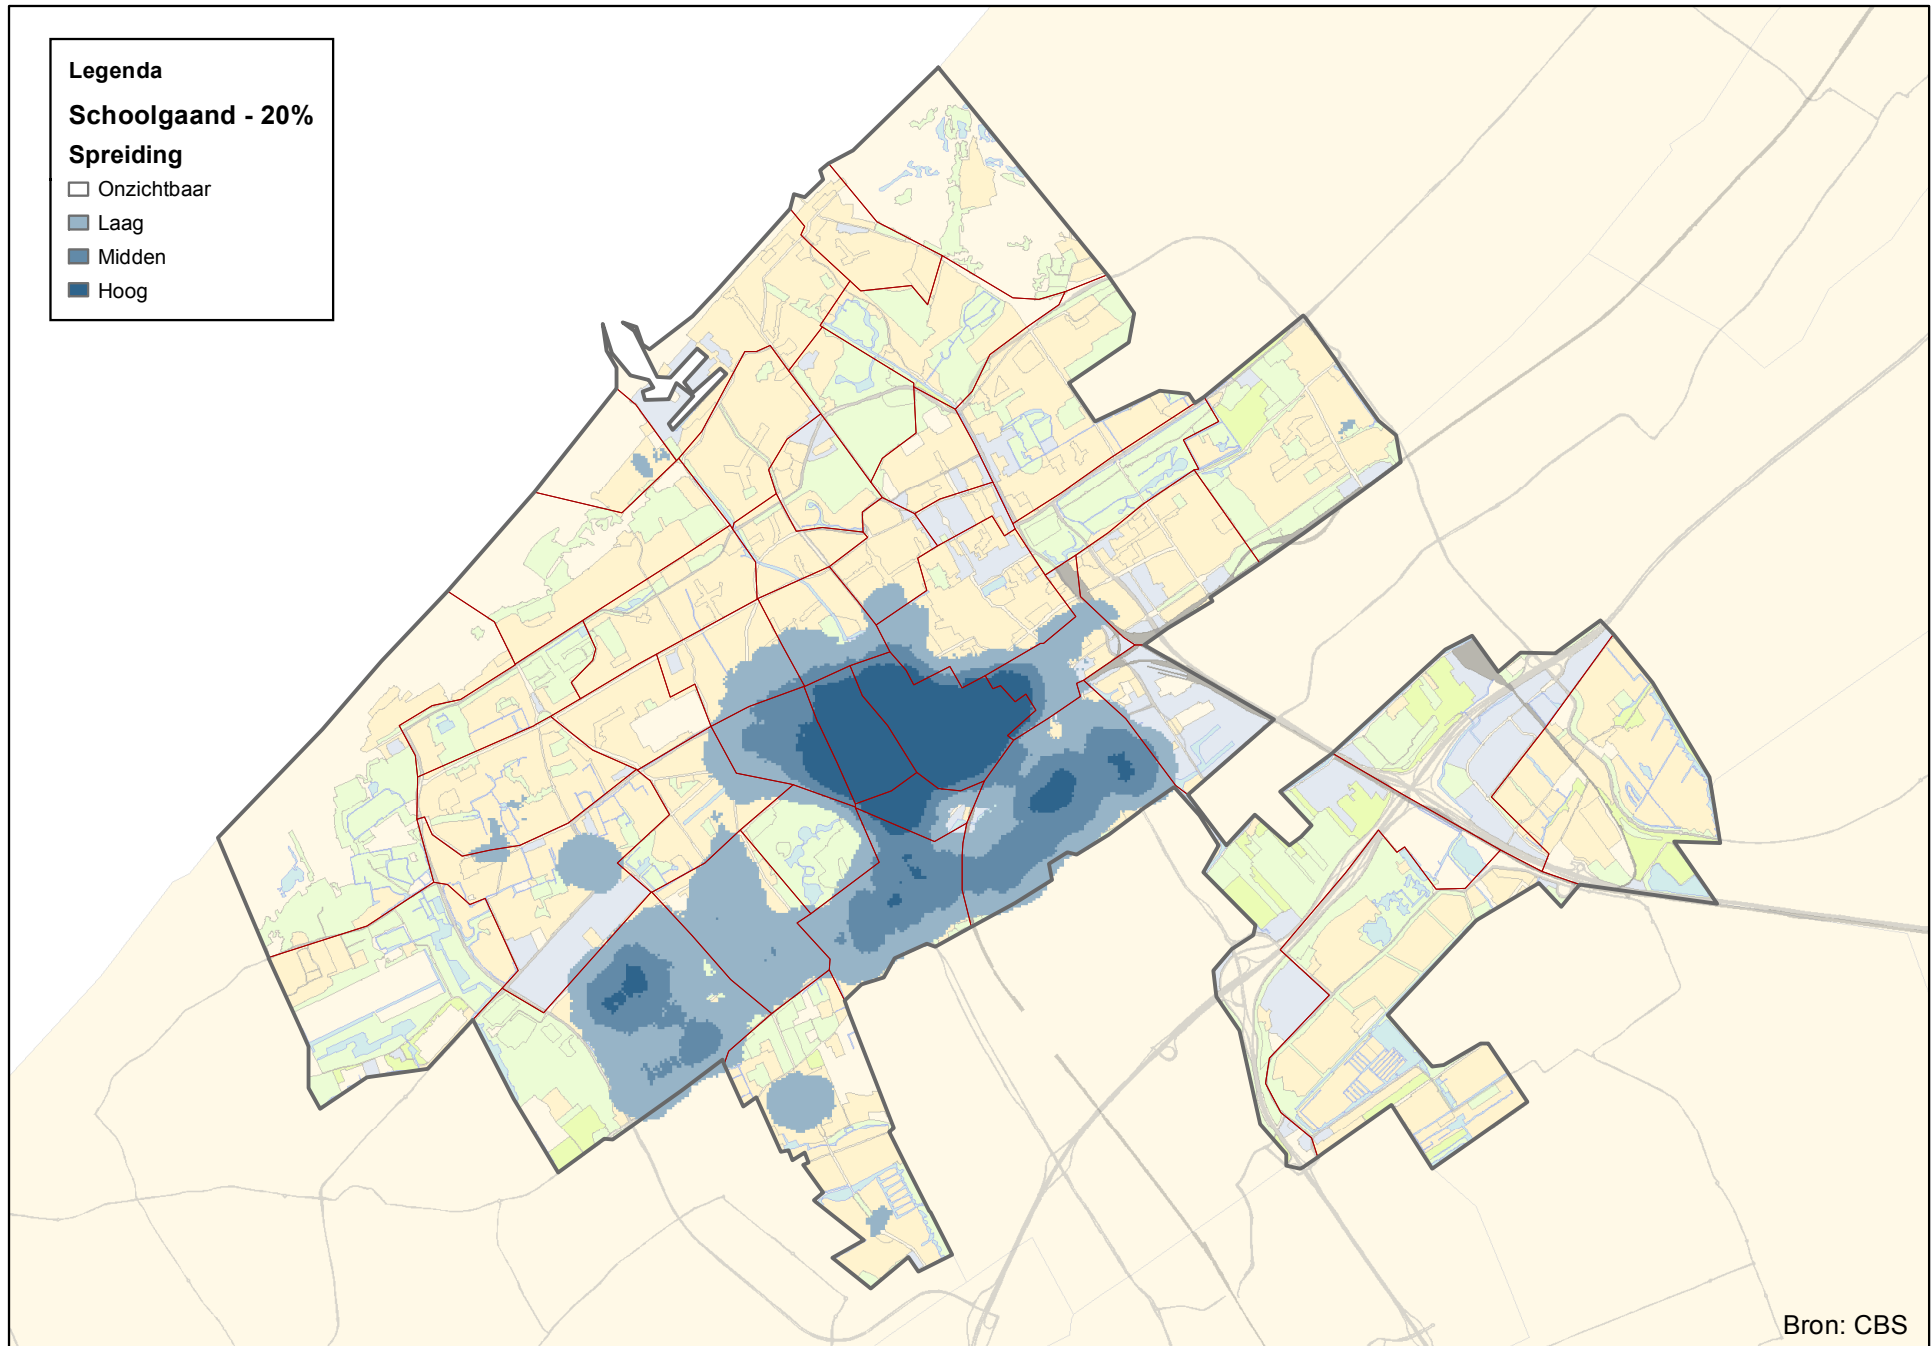 Legenda
Schoolgaand - 20%
Spreiding
Onzichtbaar
Laag
Midden
Hoog
Bron: CBS